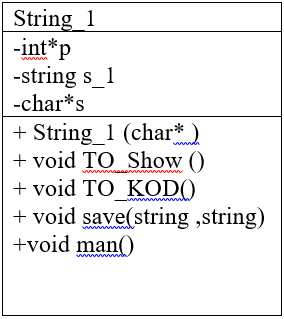 String_1
-int*p
-string s_1
-char*s
+ String_1 (char* )
+ void TO_Show ()
+ void TO_KOD()
+ void save(string ,string)
+void man()